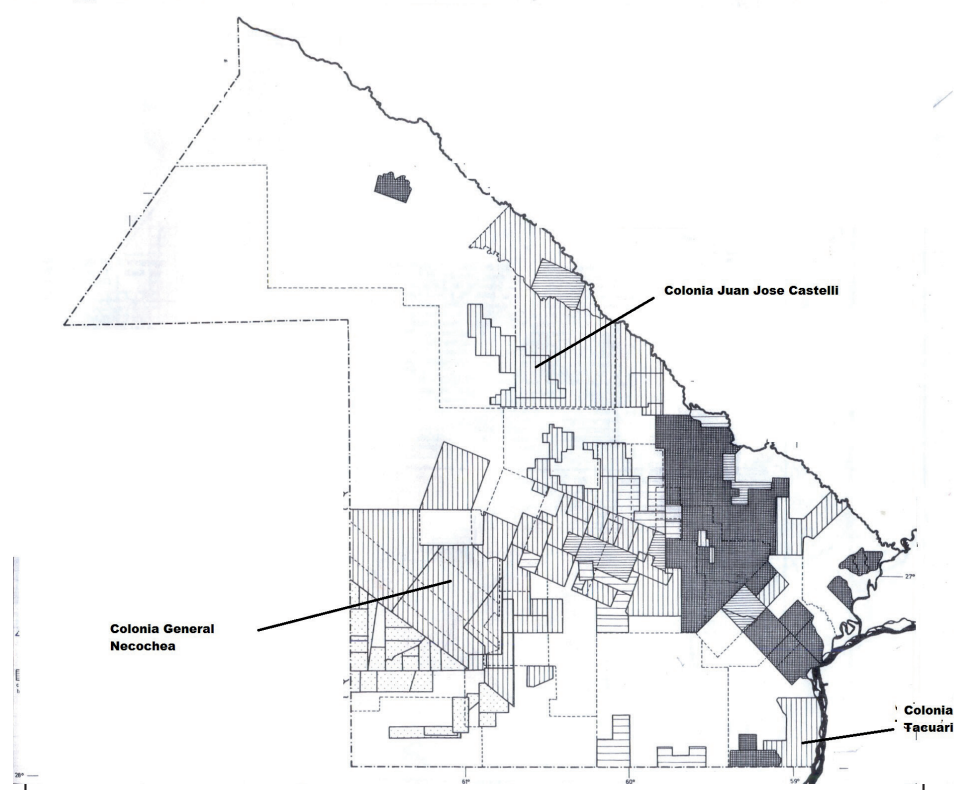 Colonia Juan Jose Castelli
27°
Colonia General
Necochea
Colonia
Tacuari
28°
61°
60°
59°